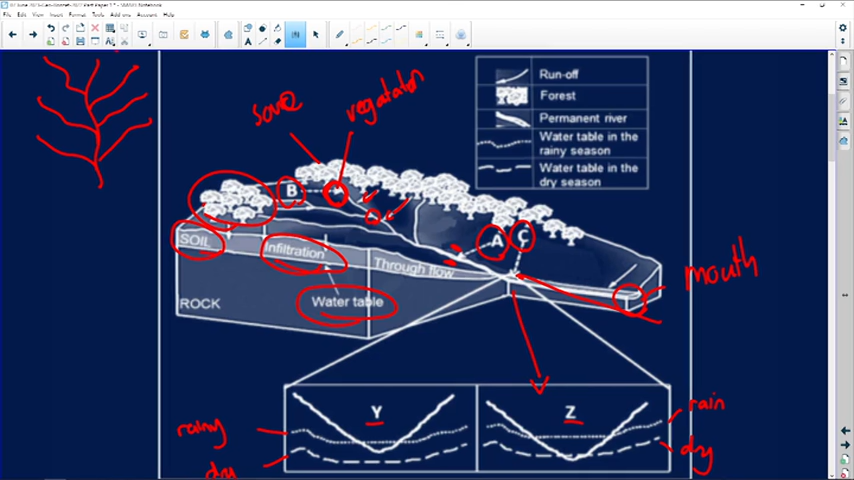 File Edit View Insert Format Tools Add-ons Account Help
Run-off
Forest
Permanent river
Water table in the
rainy season
Water table in the
dry season
vegatation
B
A
C
SOIL
Infiltration
Through flow
mouth
Water table
ROCK
Y
Z
rainy
rain
dry
dry